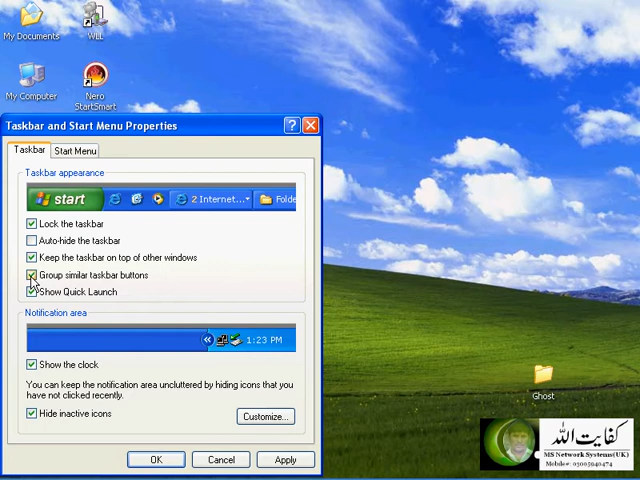 My Documents
WLL
My Computer
Nero
StartSmart
Taskbar and Start Menu Properties
Taskbar
Start Menu
Taskbar appearance
start
2 Internet...
Folde
Lock the taskbar
Auto-hide the taskbar
Keep the taskbar on top of other windows
Group similar taskbar buttons
Show Quick Launch
Notification area
1:23 PM
Show the clock
You can keep the notification area uncluttered by hiding icons that you
have not clicked recently.
Hide inactive icons
Customize...
OK
Cancel
Apply
Ghost
کفایت اللہ
MS Network Systems(UK)
Mobile#: 03005940474